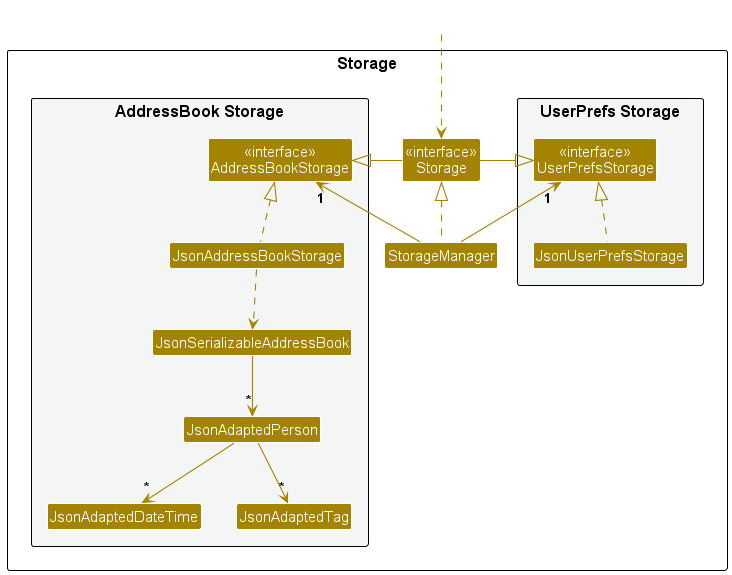 Storage
AddressBook Storage
UserPrefs Storage
«interface»
AddressBookStorage
«interface»
Storage
«interface»
UserPrefsStorage
1
1
JsonAddressBookStorage
StorageManager
JsonUserPrefsStorage
JsonSerializableAddressBook
*
JsonAdaptedPerson
*
*
JsonAdaptedDateTime
JsonAdaptedTag